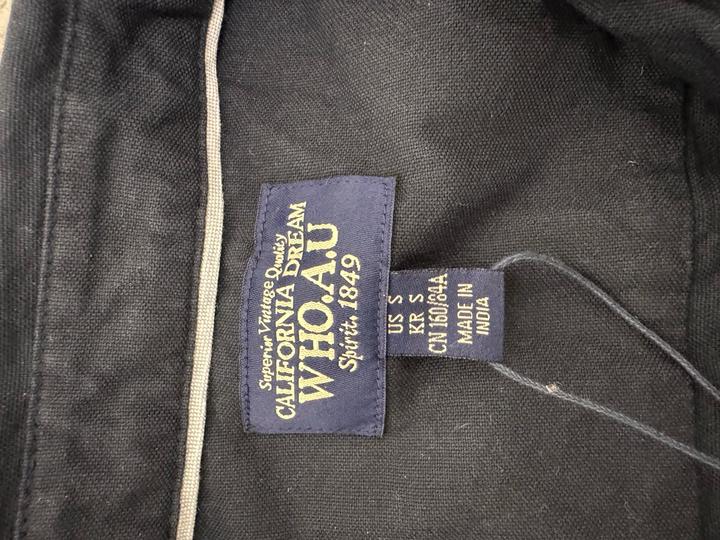 Superior Vintage Quality
CALIFORNIA DREAM
WHO.A.U
Spirit. 1849
US S
KR S
CN 160/84A
MADE IN
INDIA